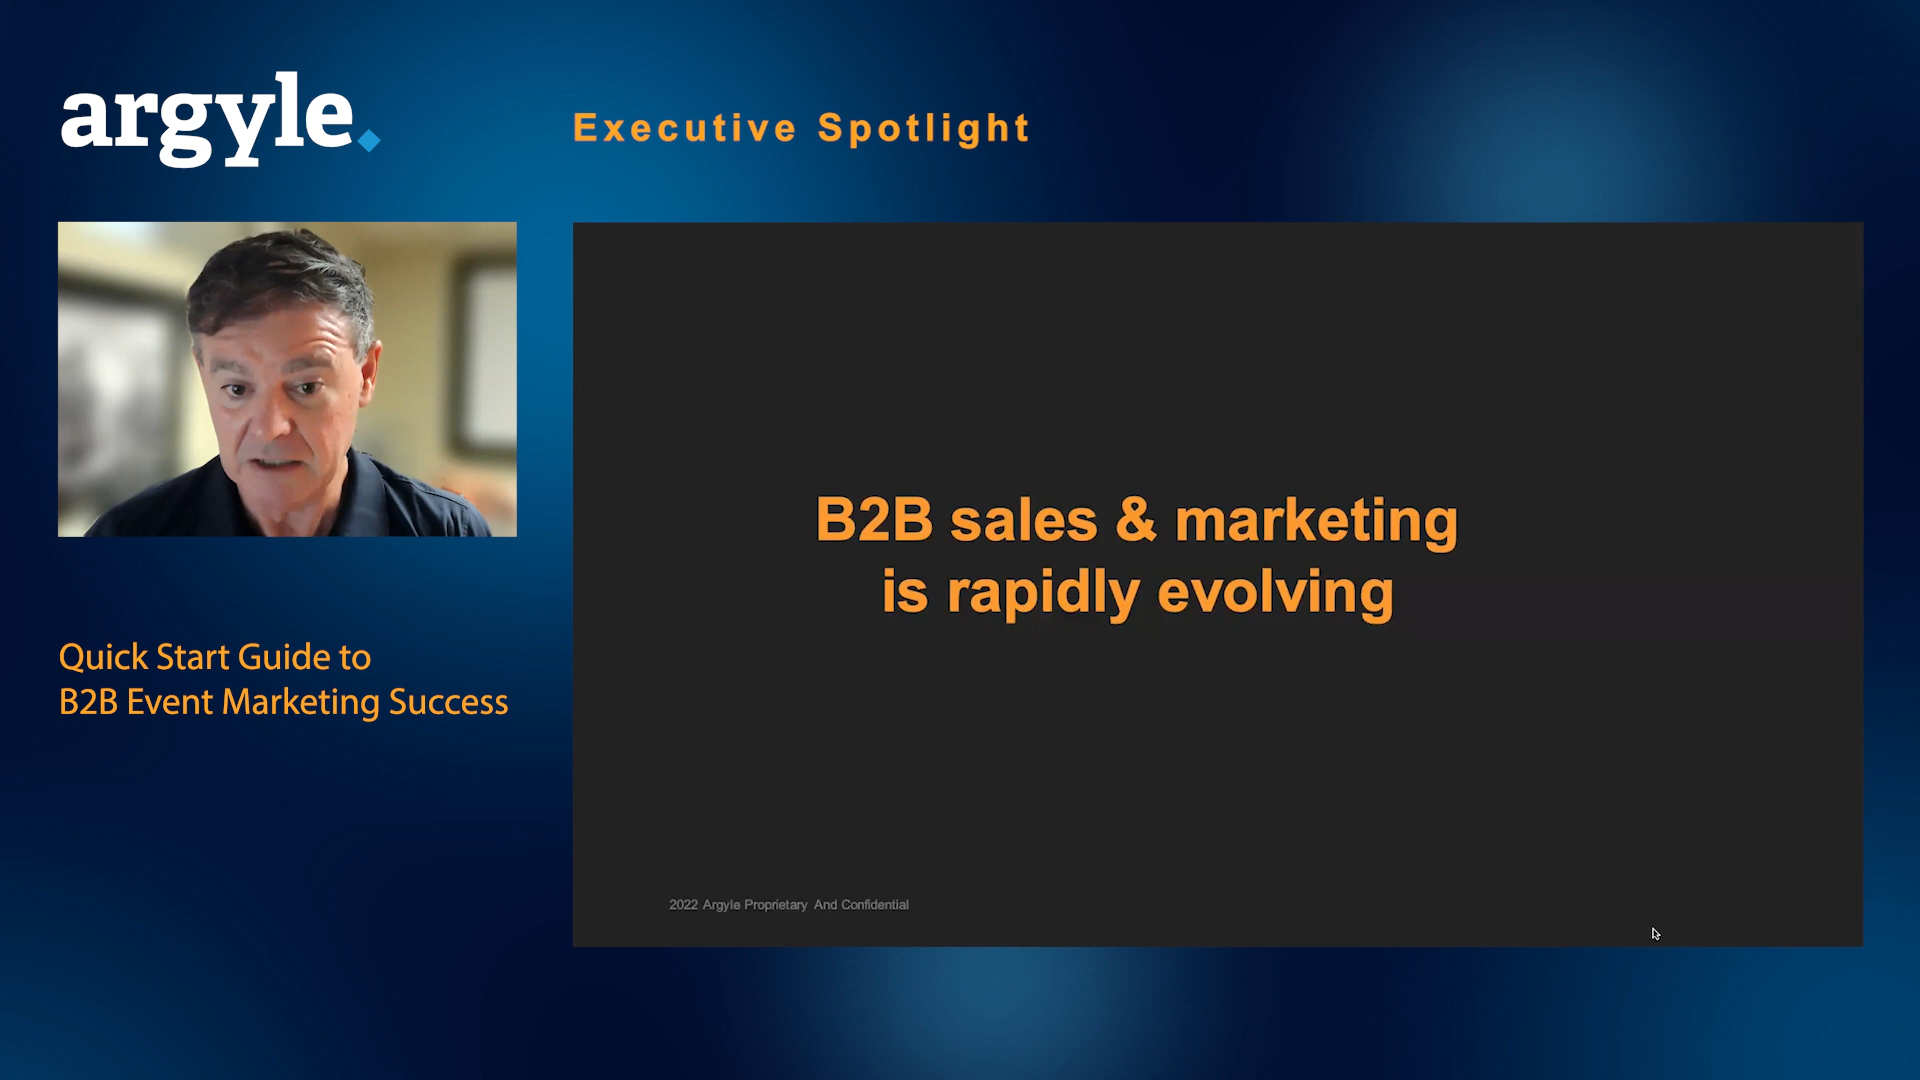 argyle.
Executive Spotlight
B2B sales & marketing
is rapidly evolving
Quick Start Guide to
B2B Event Marketing Success
2022 Argyle Proprietary And Confidential